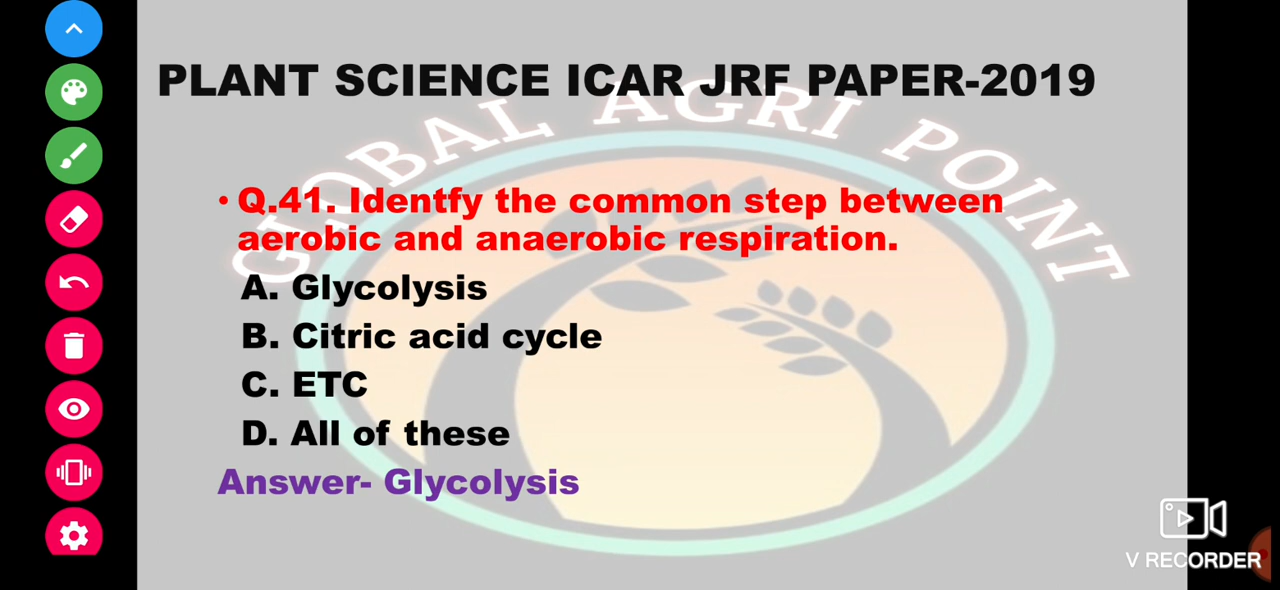 PLANT SCIENCE ICAR JRF PAPER-2019
GLOBAL AGRI POINT
• Q.41. Identfy the common step between
aerobic and anaerobic respiration.
A. Glycolysis
B. Citric acid cycle
C. ETC
D. All of these
Answer- Glycolysis
V RECORDER